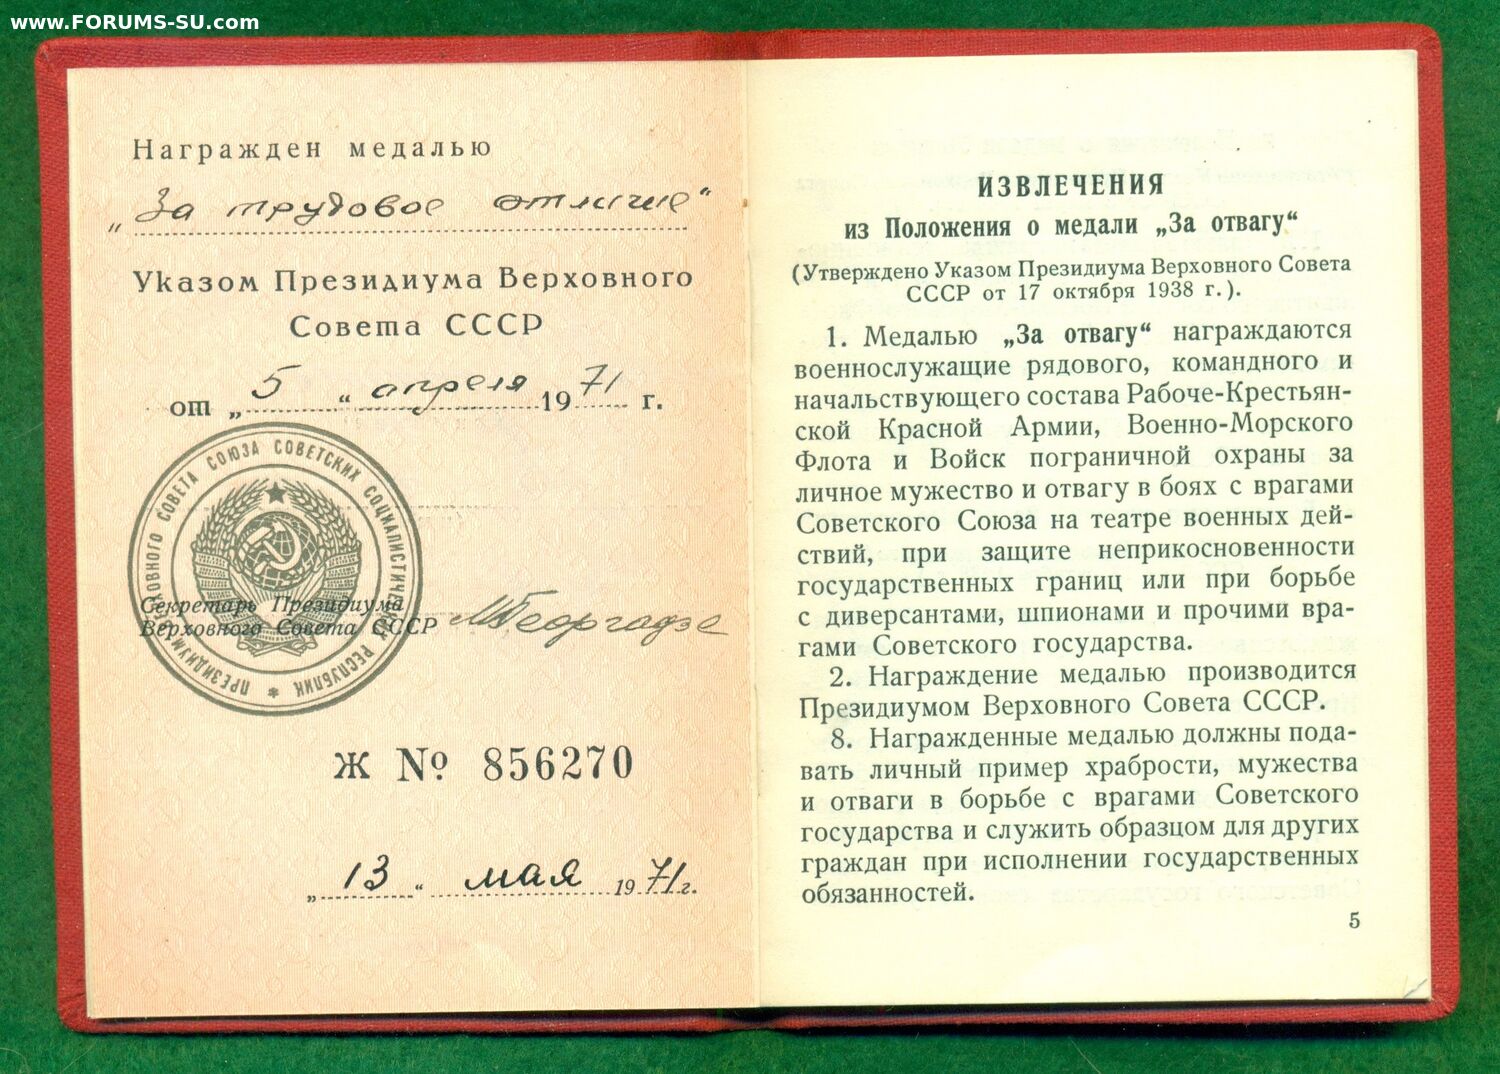 www.FORUMS-SU.com
Награжден медалью
„За трудовое отличие“
Указом Президиума Верховного
Совета СССР
от „5“ апреля 1971 г.
ПРЕЗИДИУМ ВЕРХОВНОГО СОВЕТА СОЮЗА СОВЕТСКИХ СОЦИАЛИСТИЧЕСКИХ РЕСПУБЛИК *
Секретарь Президиума
Верховного Совета СССР МГеоргадзе
Ж № 856270
„13“ мая 1971 г.
ИЗВЛЕЧЕНИЯ
из Положения о медали „За отвагу“
(Утверждено Указом Президиума Верховного Совета
СССР от 17 октября 1938 г.).
1. Медалью „За отвагу“ награждаются
военнослужащие рядового, командного и
начальствующего состава Рабоче-Крестьян-
ской Красной Армии, Военно-Морского
Флота и Войск пограничной охраны за
личное мужество и отвагу в боях с врагами
Советского Союза на театре военных дей-
ствий, при защите неприкосновенности
государственных границ или при борьбе
с диверсантами, шпионами и прочими вра-
гами Советского государства.
2. Награждение медалью производится
Президиумом Верховного Совета СССР.
8. Награжденные медалью должны пода-
вать личный пример храбрости, мужества
и отваги в борьбе с врагами Советского
государства и служить образцом для других
граждан при исполнении государственных
обязанностей.
5